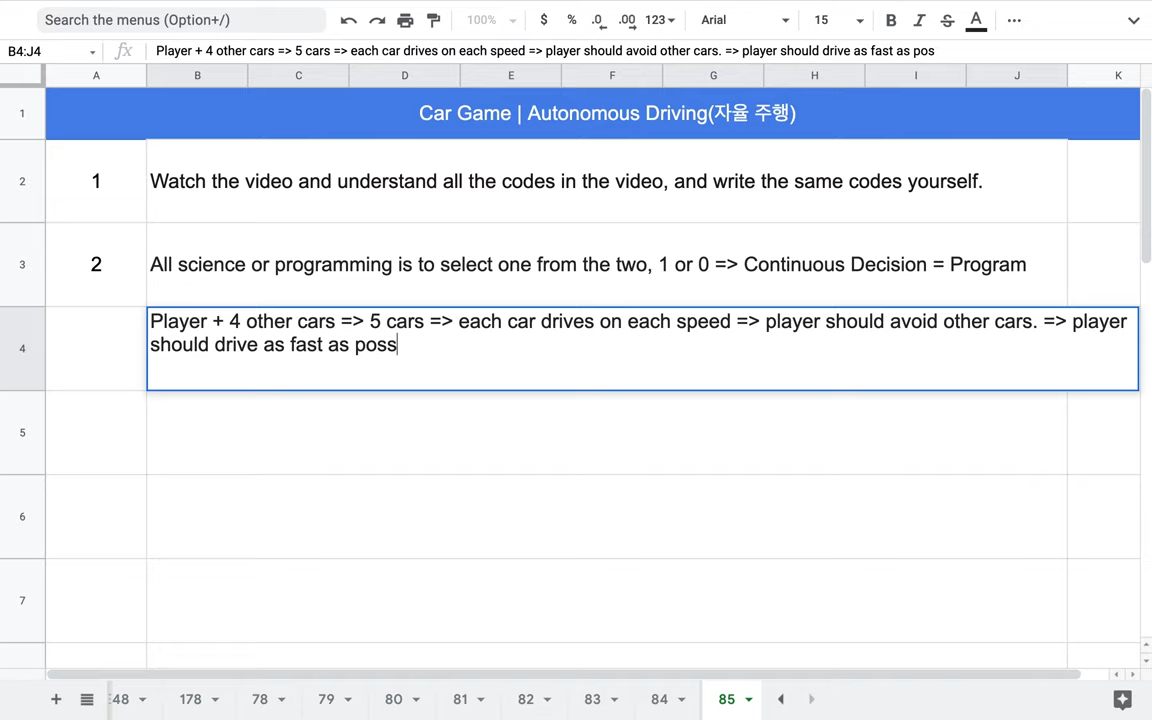 Search the menus (Option+/)
100%
$
%
.0
.00
123
Arial
15
B
I
S
A
B4:J4
fx
Player + 4 other cars => 5 cars => each car drives on each speed => player should avoid other cars. => player should drive as fast as pos
A
B
C
D
E
F
G
H
I
J
K
1
Car Game | Autonomous Driving(자율 주행)
2
1
Watch the video and understand all the codes in the video, and write the same codes yourself.
3
2
All science or programming is to select one from the two, 1 or 0 => Continuous Decision = Program
4
Player + 4 other cars => 5 cars => each car drives on each speed => player should avoid other cars. => player
should drive as fast as poss
5
6
7
48
178
78
79
80
81
82
83
84
85